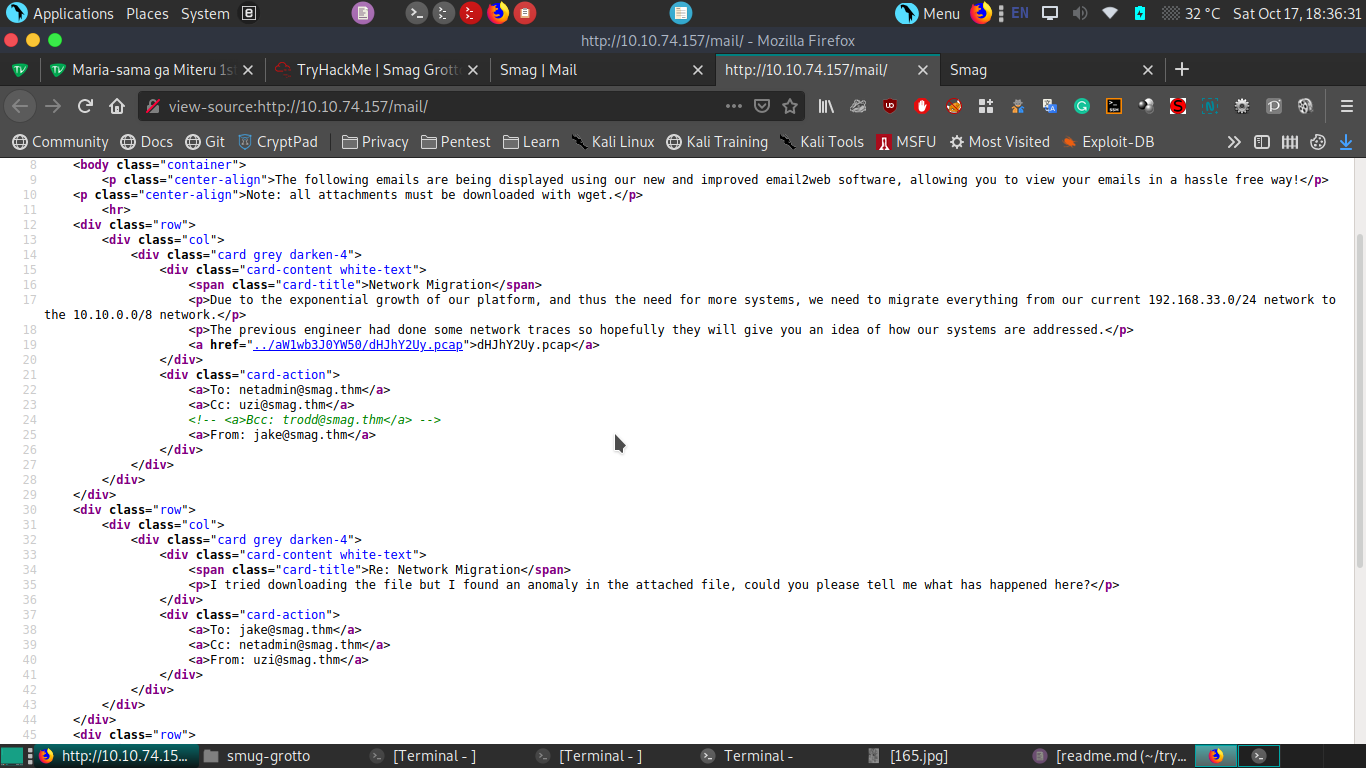 Applications Places System Menu EN 32 °C Sat Oct 17, 18:36:31
http://10.10.74.157/mail/ - Mozilla Firefox
Maria-sama ga Miteru 1s TryHackMe | Smag Grott Smag | Mail http://10.10.74.157/mail/ Smag
view-source:http://10.10.74.157/mail/
Community Docs Git CryptPad Privacy Pentest Learn Kali Linux Kali Training Kali Tools MSFU Most Visited Exploit-DB
8 <body class="container">
9 <p class="center-align">The following emails are being displayed using our new and improved email2web software, allowing you to view your emails in a hassle free way!</p>
10 <p class="center-align">Note: all attachments must be downloaded with wget.</p>
11 <hr>
12 <div class="row">
13 <div class="col">
14 <div class="card grey darken-4">
15 <div class="card-content white-text">
16 <span class="card-title">Network Migration</span>
17 <p>Due to the exponential growth of our platform, and thus the need for more systems, we need to migrate everything from our current 192.168.33.0/24 network to
the 10.10.0.0/8 network.</p>
18 <p>The previous engineer had done some network traces so hopefully they will give you an idea of how our systems are addressed.</p>
19 <a href="../aW1wb3J0YW50/dHJhY2Uy.pcap">dHJhY2Uy.pcap</a>
20 </div>
21 <div class="card-action">
22 <a>To: netadmin@smag.thm</a>
23 <a>Cc: uzi@smag.thm</a>
24 <!-- <a>Bcc: trodd@smag.thm</a> -->
25 <a>From: jake@smag.thm</a>
26 </div>
27 </div>
28 </div>
29 </div>
30 <div class="row">
31 <div class="col">
32 <div class="card grey darken-4">
33 <div class="card-content white-text">
34 <span class="card-title">Re: Network Migration</span>
35 <p>I tried downloading the file but I found an anomaly in the attached file, could you please tell me what has happened here?</p>
36 </div>
37 <div class="card-action">
38 <a>To: jake@smag.thm</a>
39 <a>Cc: netadmin@smag.thm</a>
40 <a>From: uzi@smag.thm</a>
41 </div>
42 </div>
43 </div>
44 </div>
45 <div class="row">
http://10.10.74.15... smug-grotto [Terminal - ] [Terminal - ] Terminal - [165.jpg] [readme.md (~/try...